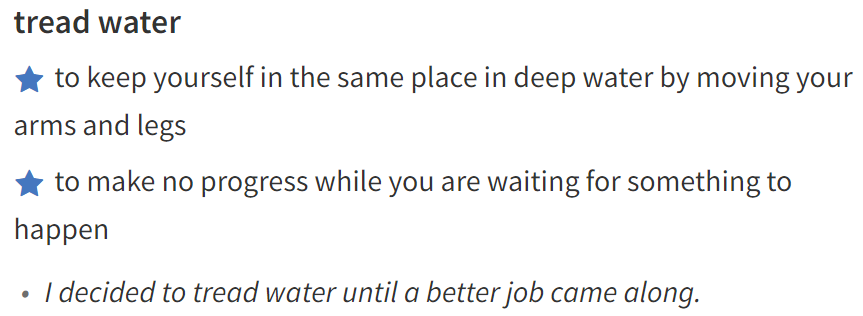 tread water
★ to keep yourself in the same place in deep water by moving your
arms and legs
★ to make no progress while you are waiting for something to
happen
• I decided to tread water until a better job came along.